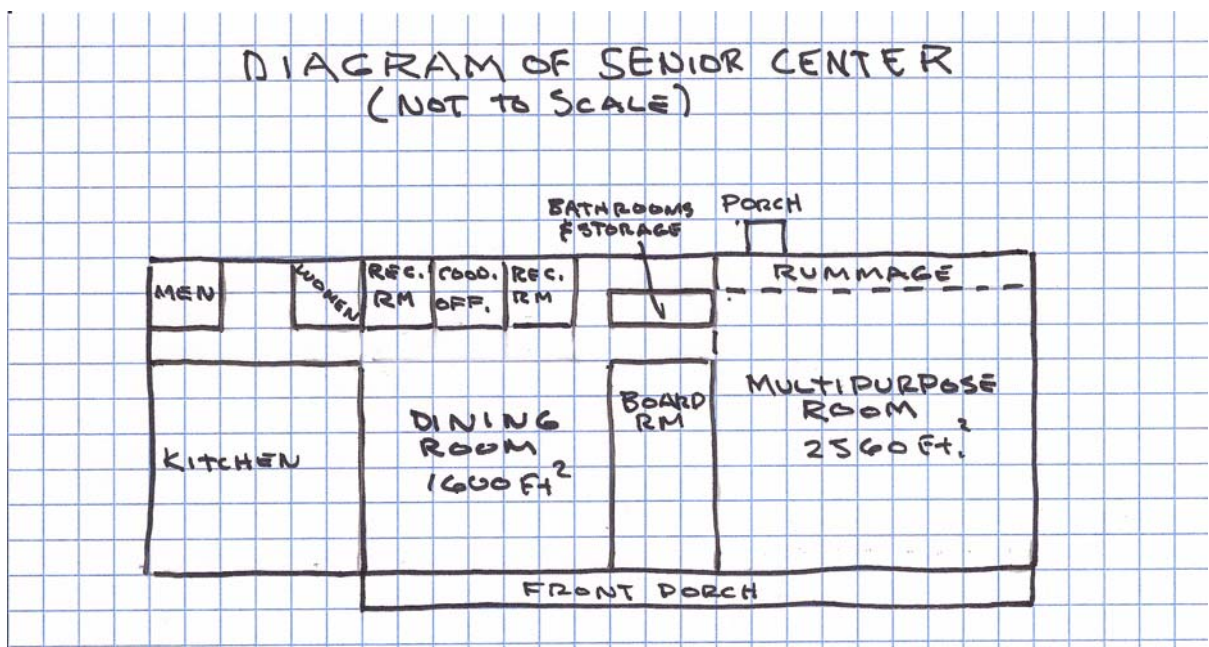 DIAGRAM OF SENIOR CENTER
(NOT TO SCALE)
BATHROOMS
& STORAGE
PORCH
MEN
WOMEN
REC.
RM
COOD.
OFF.
REC.
RM
RUMMAGE
KITCHEN
DINING
ROOM
1600 Ft²
BOARD
RM
MULTIPURPOSE
ROOM
2560 Ft.²
FRONT PORCH